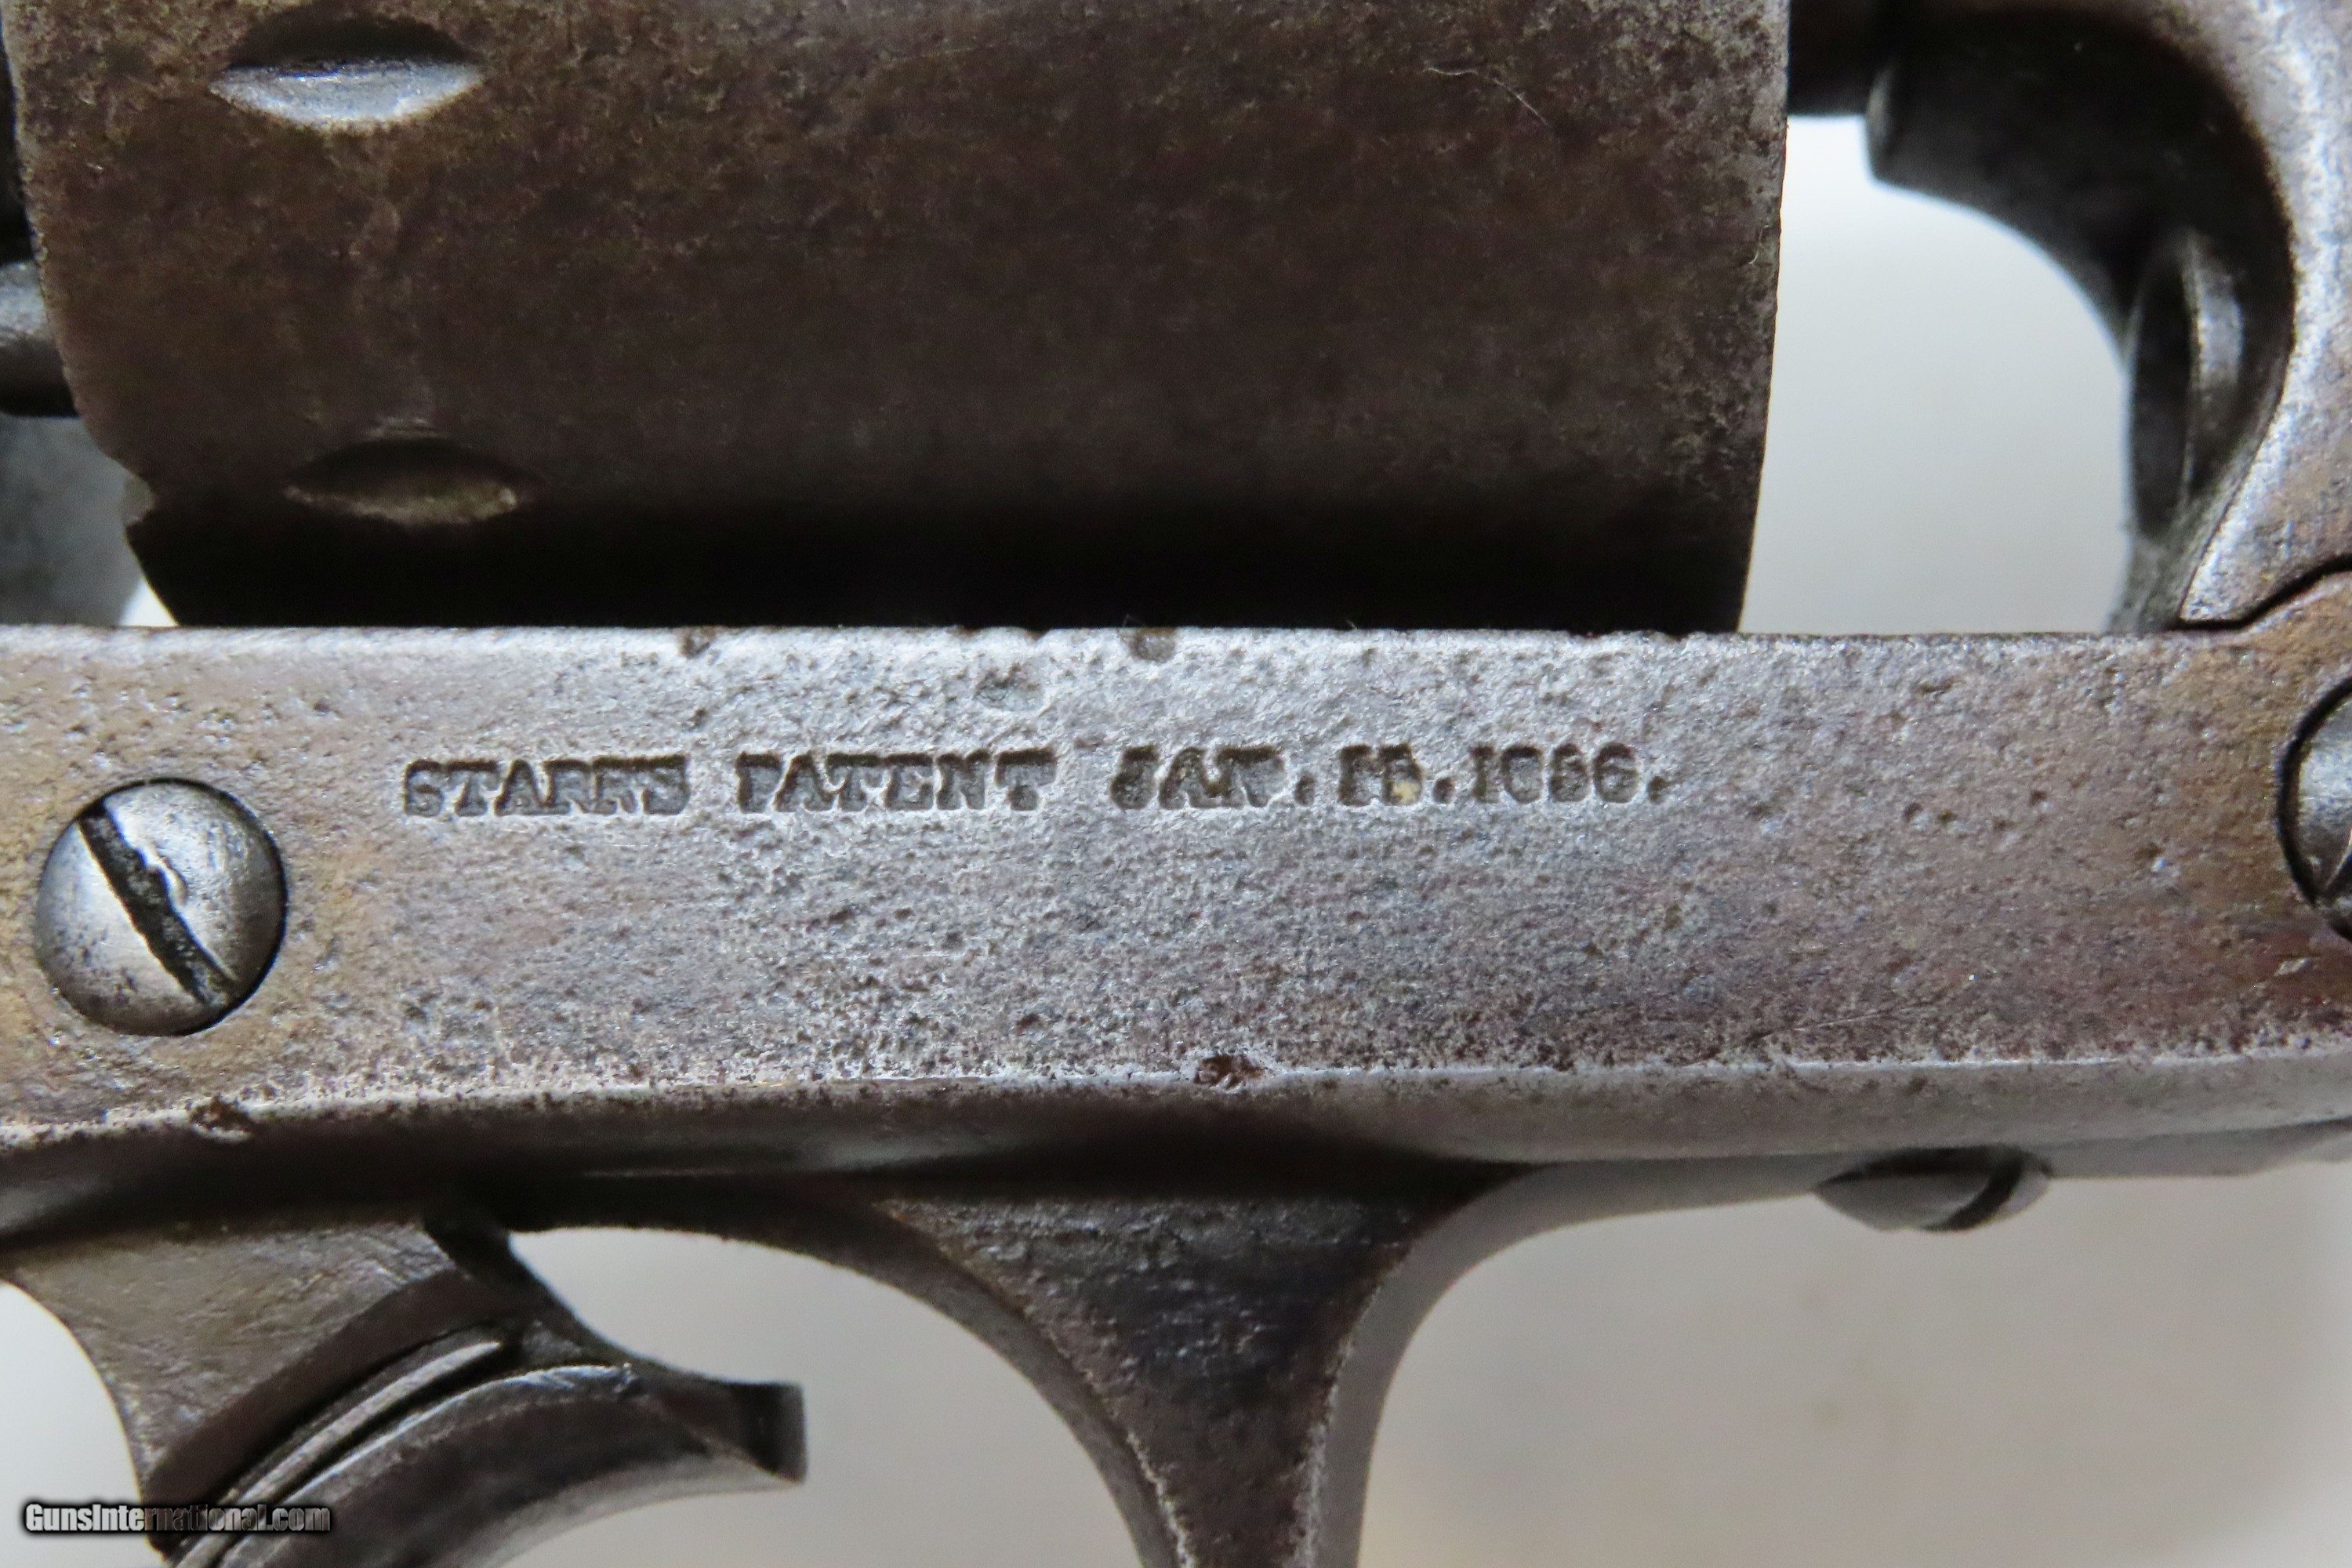 STARR'S PATENT JAN. 15. 1856.
GunsInternational.com